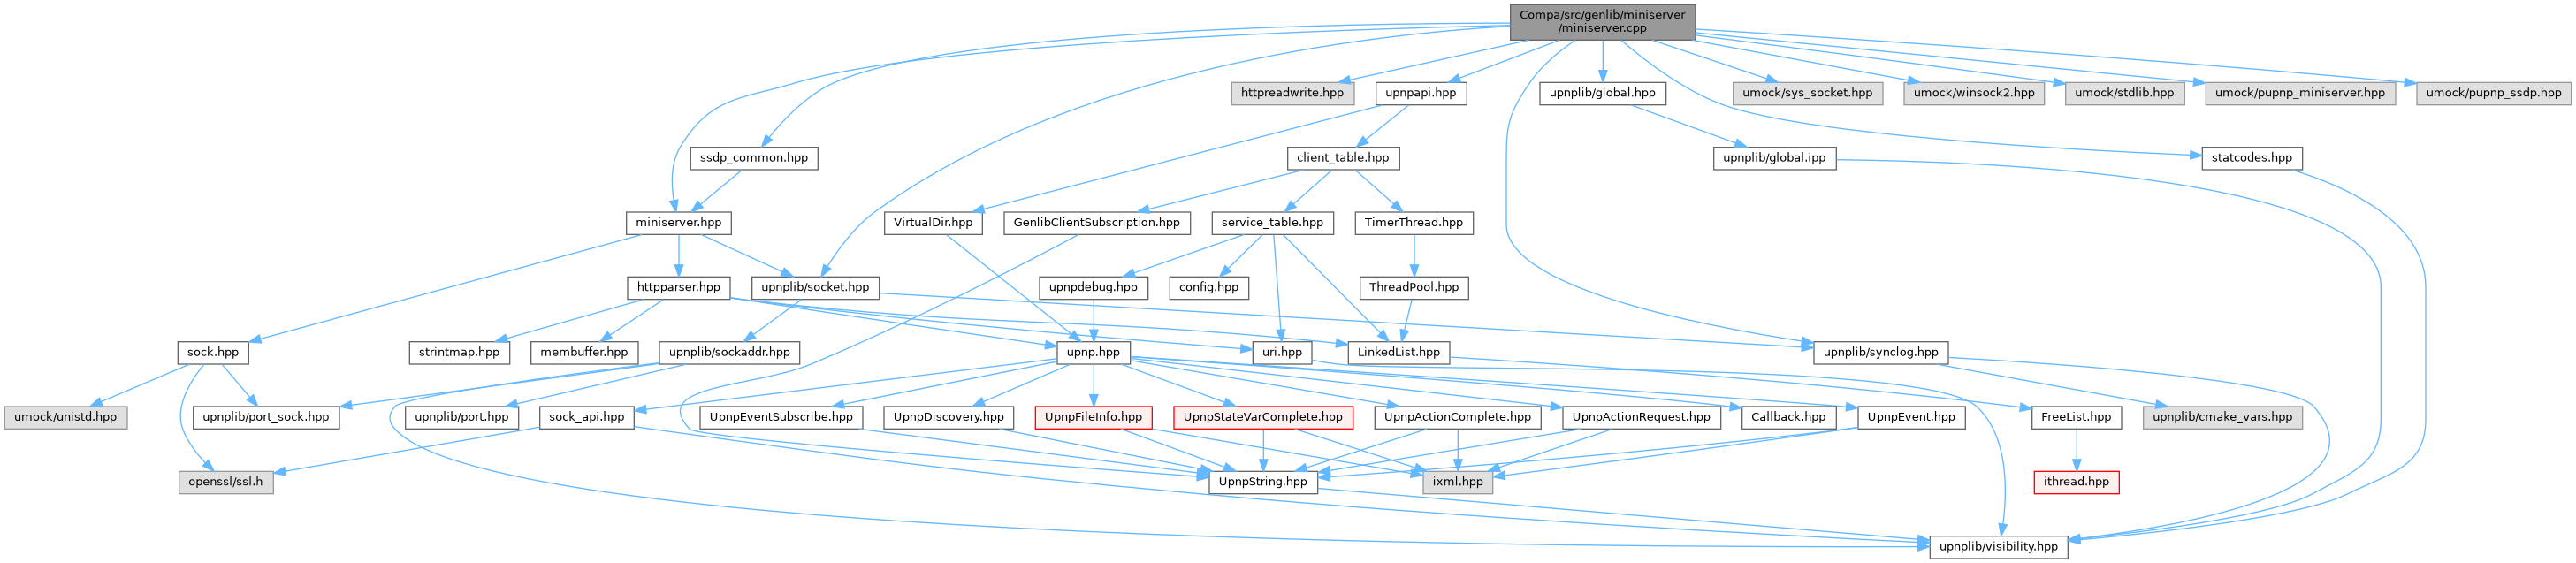 Compa/src/genlib/miniserver
/miniserver.cpp
httpreadwrite.hpp
upnpapi.hpp
upnplib/global.hpp
umock/sys_socket.hpp
umock/winsock2.hpp
umock/stdlib.hpp
umock/pupnp_miniserver.hpp
umock/pupnp_ssdp.hpp
ssdp_common.hpp
client_table.hpp
upnplib/global.ipp
statcodes.hpp
miniserver.hpp
VirtualDir.hpp
GenlibClientSubscription.hpp
service_table.hpp
TimerThread.hpp
httpparser.hpp
upnplib/socket.hpp
upnpdebug.hpp
config.hpp
ThreadPool.hpp
sock.hpp
strintmap.hpp
membuffer.hpp
upnplib/sockaddr.hpp
upnp.hpp
uri.hpp
LinkedList.hpp
upnplib/synclog.hpp
umock/unistd.hpp
upnplib/port_sock.hpp
upnplib/port.hpp
sock_api.hpp
UpnpEventSubscribe.hpp
UpnpDiscovery.hpp
UpnpFileInfo.hpp
UpnpStateVarComplete.hpp
UpnpActionComplete.hpp
UpnpActionRequest.hpp
Callback.hpp
UpnpEvent.hpp
FreeList.hpp
upnplib/cmake_vars.hpp
openssl/ssl.h
UpnpString.hpp
ixml.hpp
ithread.hpp
upnplib/visibility.hpp